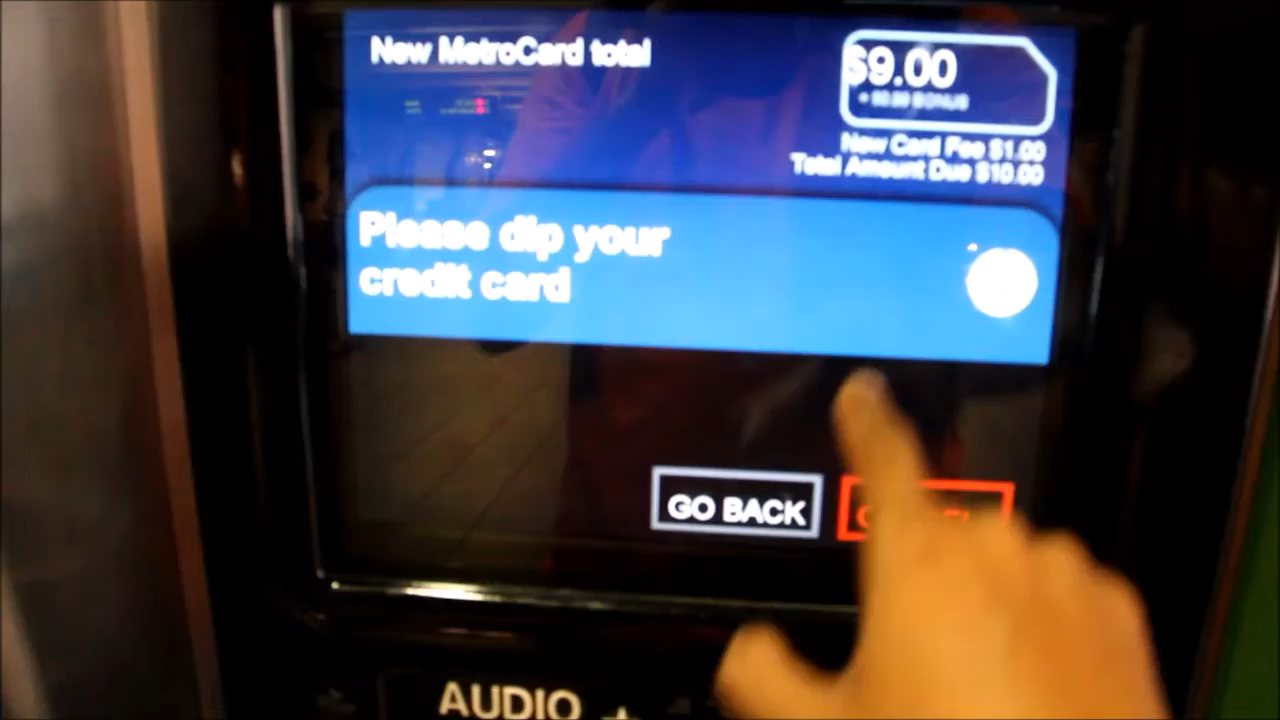 New MetroCard total
$9.00
BONUS
New Card Fee $1.00
Total Amount Due $10.00
Please dip your
credit card
GO BACK
AUDIO